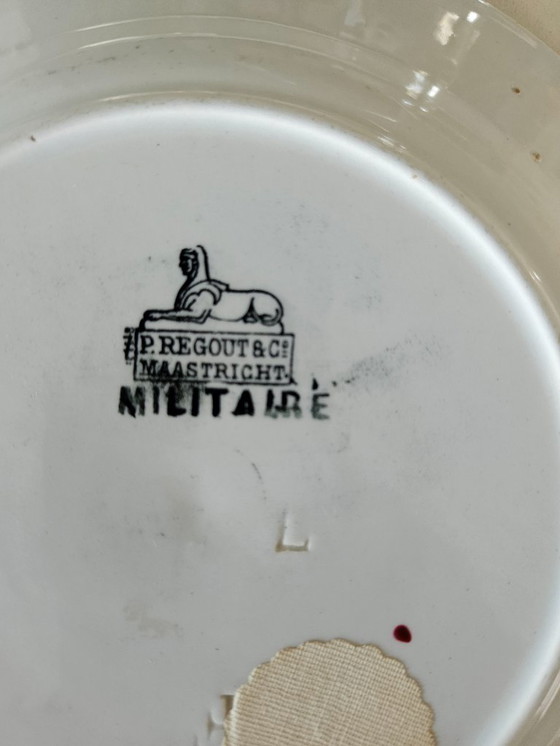 P. REGOUT & Cº
MAASTRICHT.
MILITAIRE
L